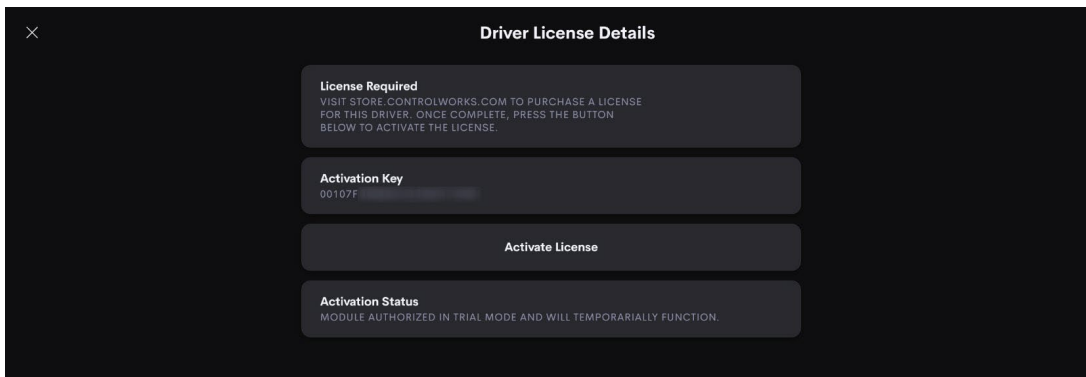 Driver License Details
License Required
VISIT STORE.CONTROLWORKS.COM TO PURCHASE A LICENSE
FOR THIS DRIVER. ONCE COMPLETE, PRESS THE BUTTON
BELOW TO ACTIVATE THE LICENSE.
Activation Key
00107F
Activate License
Activation Status
MODULE AUTHORIZED IN TRIAL MODE AND WILL TEMPORARIALLY FUNCTION.